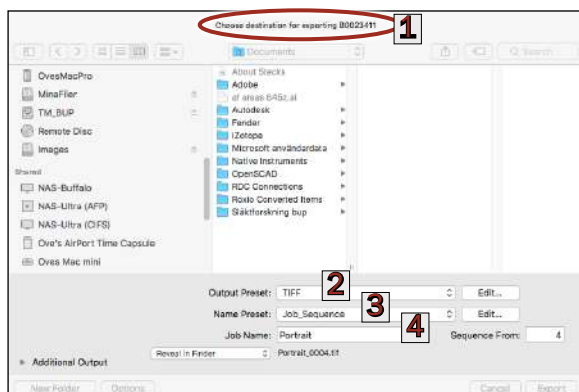 Choose destination for exporting B0023411
1
Documents
Search
OvesMacPro
MinaFiler
TM_BUP
Remote Disc
Images
Shared
NAS-Buffalo
NAS-Ultra (AFP)
NAS-Ultra (CIFS)
Ove's AirPort Time Capsule
Oves Mac mini
About Stacks
Adobe
af areas 645z.ai
Autodesk
Fender
iZotope
Microsoft användardata
Native Instruments
OpenSCAD
RDC Connections
Roxio Converted Items
Släktforskning bup
2
Output Preset: TIFF Edit...
3
Name Preset: Job_Sequence Edit...
4
Job Name: Portrait Sequence From: 4
Reveal in Finder Portrait_0004.tif
Additional Output
New Folder Options Cancel Export